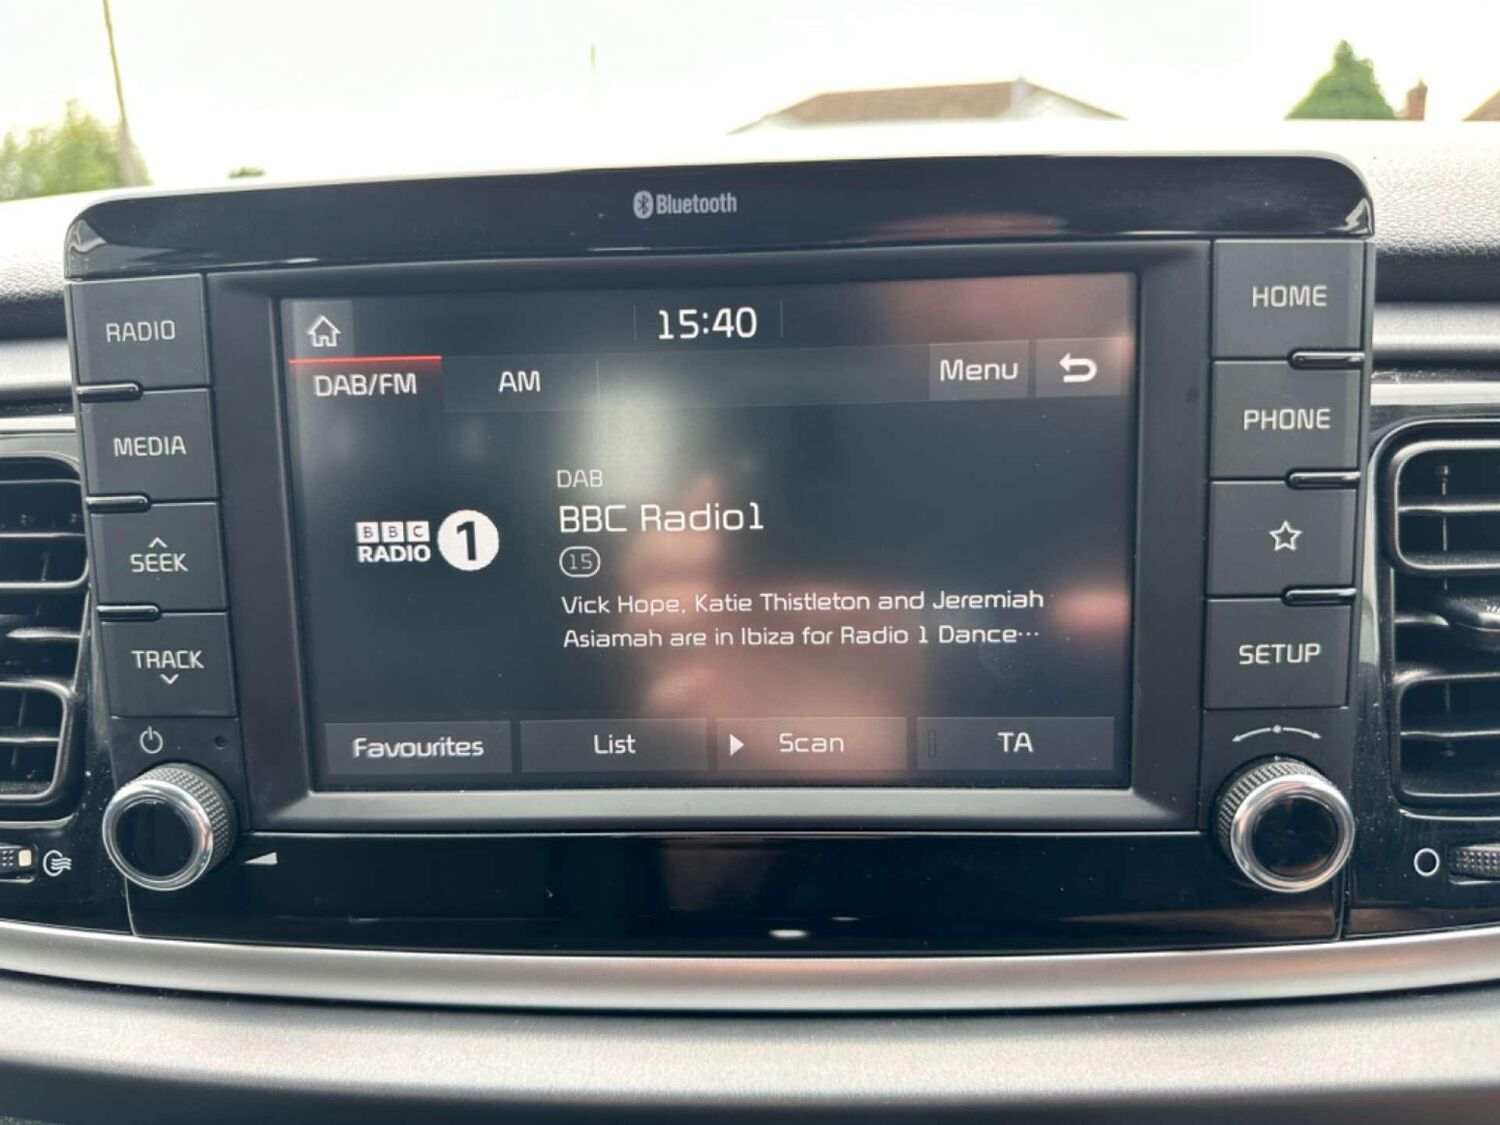 Bluetooth
RADIO
MEDIA
SEEK
TRACK
15:40
DAB/FM
AM
Menu
DAB
BBC Radio1
15
BBC
RADIO 1
Vick Hope, Katie Thistleton and Jeremiah
Asiamah are in Ibiza for Radio 1 Dance…
Favourites
List
Scan
TA
HOME
PHONE
SETUP